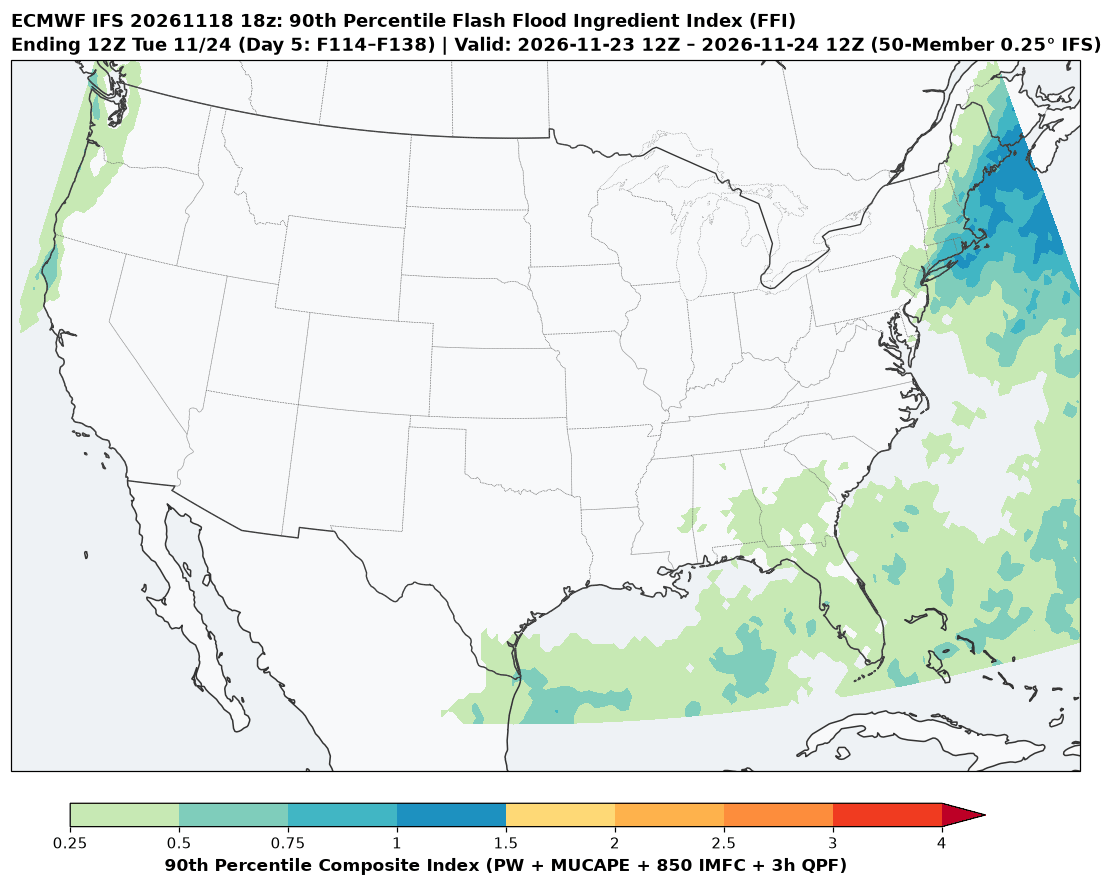 ECMWF IFS 20261118 18z: 90th Percentile Flash Flood Ingredient Index (FFI)
Ending 12Z Tue 11/24 (Day 5: F114–F138) | Valid: 2026-11-23 12Z – 2026-11-24 12Z (50-Member 0.25° IFS)
0.25 0.5 0.75 1 1.5 2 2.5 3 4
90th Percentile Composite Index (PW + MUCAPE + 850 IMFC + 3h QPF)